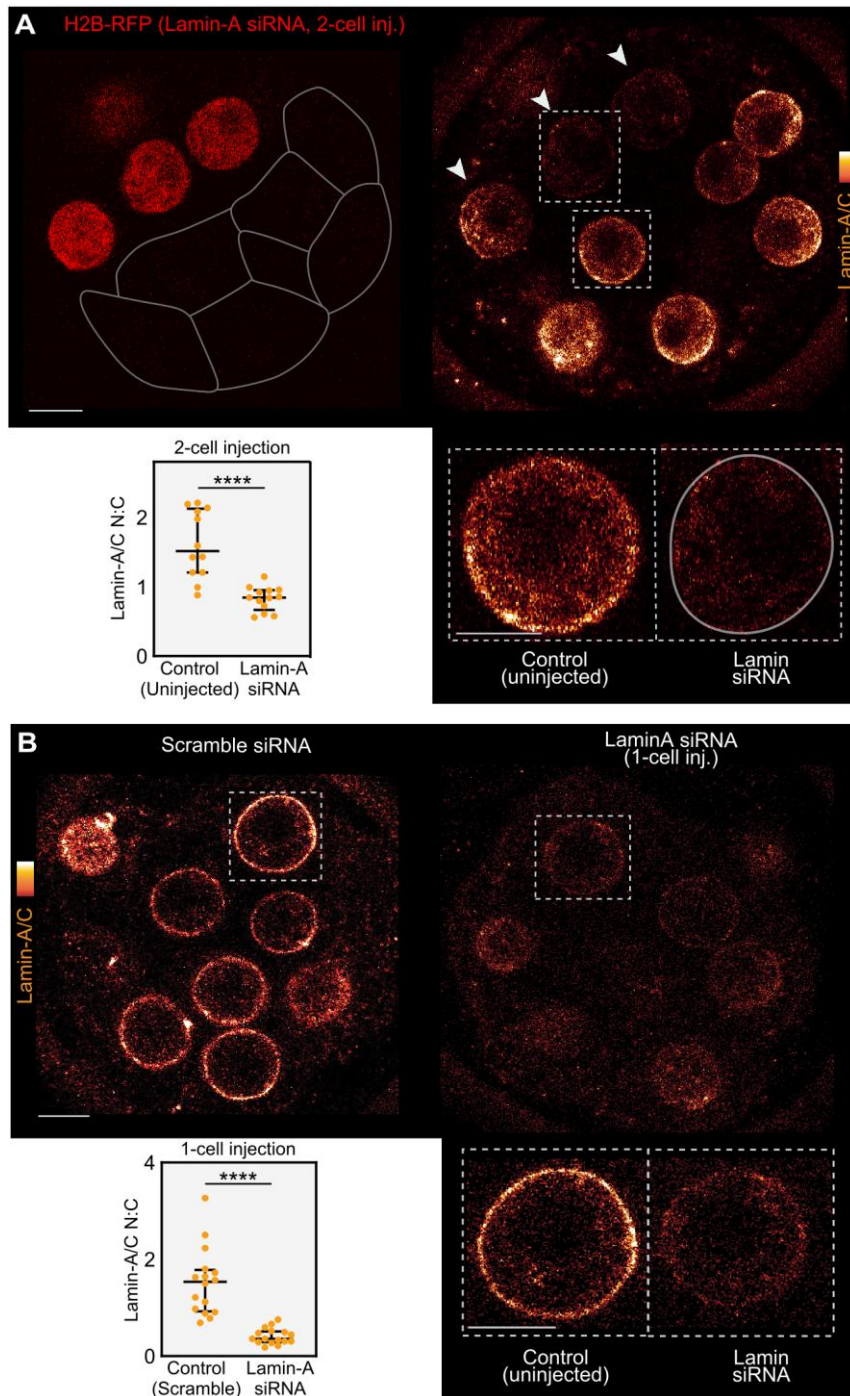 A
H2B-RFP (Lamin-A siRNA, 2-cell inj.)
Lamin-A/C
2-cell injection
****
Lamin-A/C N:C
2
1
0
Control
(Uninjected)
Lamin-A
siRNA
Control
(uninjected)
Lamin
siRNA
B
Scramble siRNA
LaminA siRNA
(1-cell inj.)
Lamin-A/C
1-cell injection
****
Lamin-A/C N:C
4
2
0
Control
(Scramble)
Lamin-A
siRNA
Control
(uninjected)
Lamin
siRNA